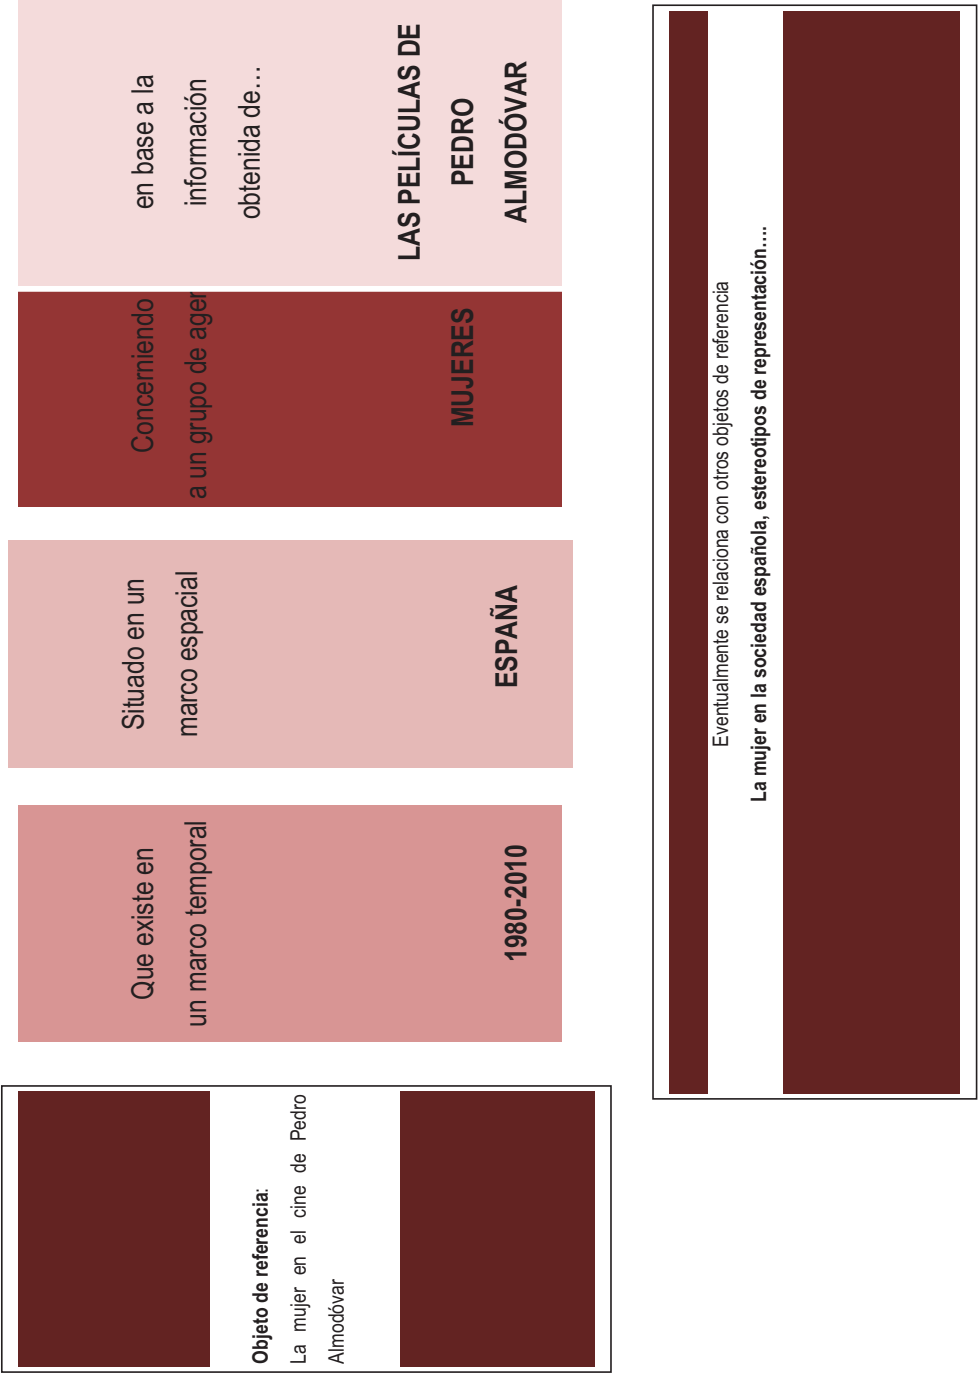 Objeto de referencia:
La mujer en el cine de Pedro
Almodóvar
Que existe en
un marco temporal
1980-2010
Situado en un
marco espacial
ESPAÑA
Concerniendo
a un grupo de ager
MUJERES
en base a la
información
obtenida de…
LAS PELÍCULAS DE
PEDRO
ALMODÓVAR
Eventualmente se relaciona con otros objetos de referencia
La mujer en la sociedad española, estereotipos de representación….